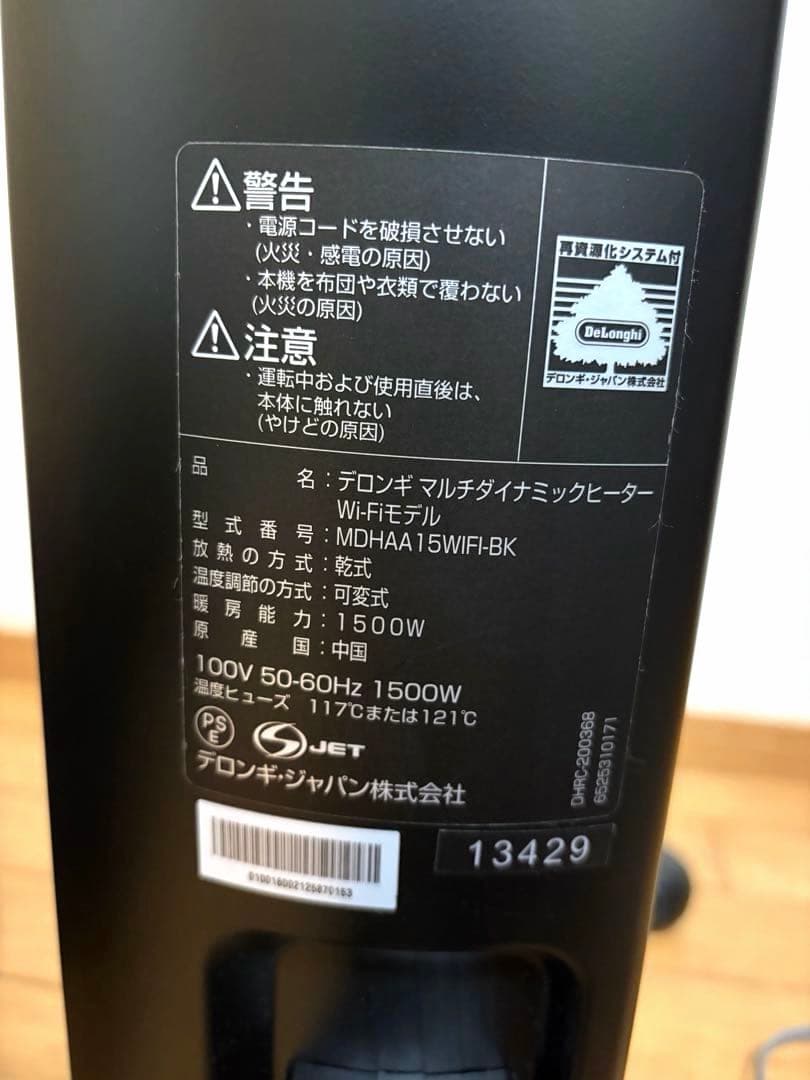 警告
・電源コードを破損させない
(火災・感電の原因)
・本機を布団や衣類で覆わない
(火災の原因)
注意
・運転中および使用直後は、
本体に触れない
(やけどの原因)
再資源化システム付
DeLonghi
デロンギ・ジャパン株式会社
品名：デロンギ マルチダイナミックヒーター
Wi-Fiモデル
型式番号：MDHAA15WIFI-BK
放熱の方式：乾式
温度調節の方式：可変式
暖房能力：1500W
原産国：中国
100V 50-60Hz 1500W
温度ヒューズ 117℃または121℃
PSE
JET
デロンギ・ジャパン株式会社
DHRC-200368
6525310171
010016002126870163
13429